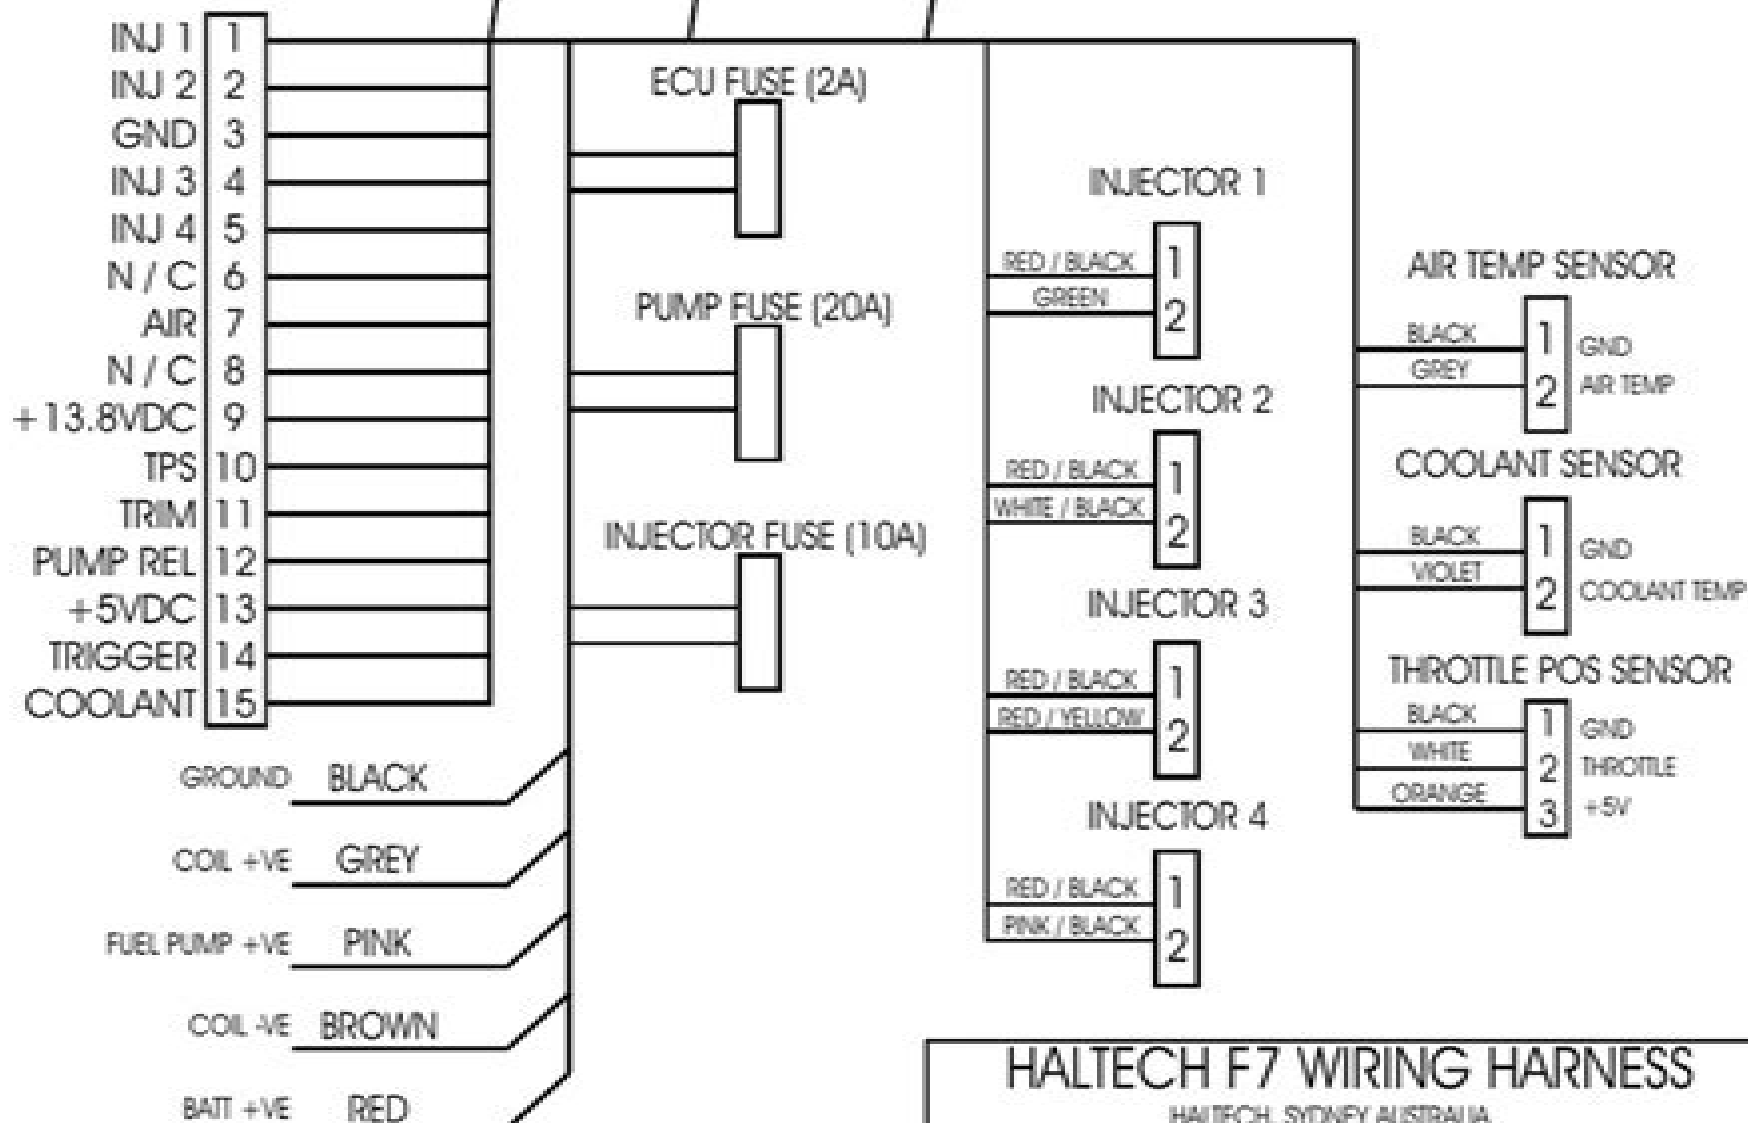 INJ 1 1
INJ 2 2
GND 3
INJ 3 4
INJ 4 5
N / C 6
AIR 7
N / C 8
+13.8VDC 9
TPS 10
TRIM 11
PUMP REL 12
+5VDC 13
TRIGGER 14
COOLANT 15
GROUND BLACK
COIL +VE GREY
FUEL PUMP +VE PINK
COIL -VE BROWN
BATT +VE RED
ECU FUSE (2A)
PUMP FUSE (20A)
INJECTOR FUSE (10A)
INJECTOR 1
RED / BLACK 1
GREEN 2
INJECTOR 2
RED / BLACK 1
WHITE / BLACK 2
INJECTOR 3
RED / BLACK 1
RED / YELLOW 2
INJECTOR 4
RED / BLACK 1
PINK / BLACK 2
AIR TEMP SENSOR
BLACK 1 GND
GREY 2 AIR TEMP
COOLANT SENSOR
BLACK 1 GND
VIOLET 2 COOLANT TEMP
THROTTLE POS SENSOR
BLACK 1 GND
WHITE 2 THROTTLE
ORANGE 3 +5V
HALTECH F7 WIRING HARNESS
HALTECH, SYDNEY AUSTRALIA